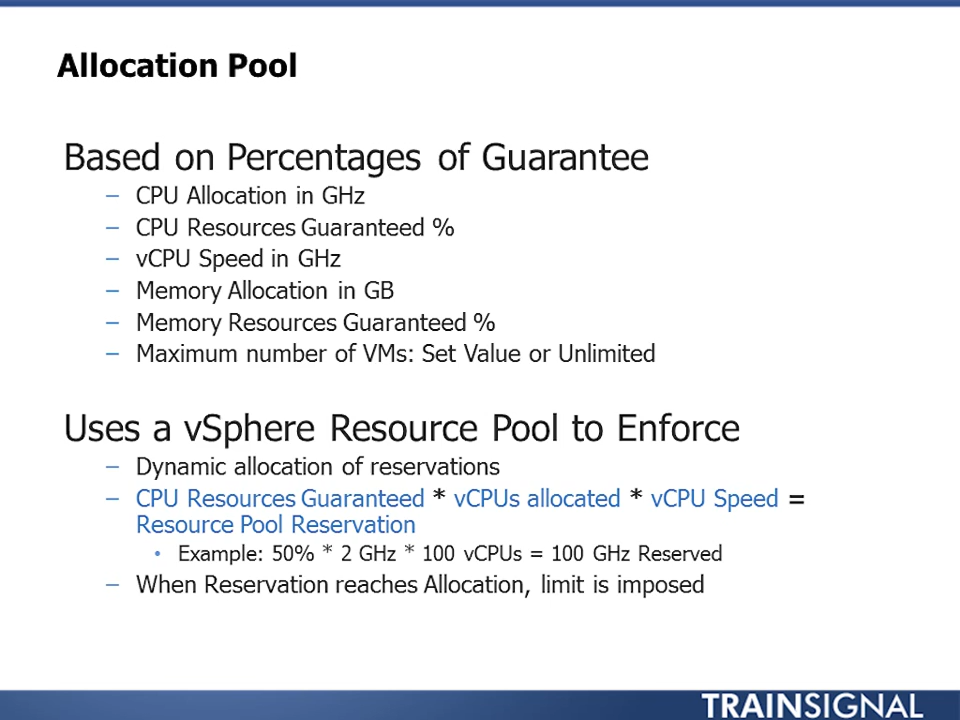 Allocation Pool
Based on Percentages of Guarantee
– CPU Allocation in GHz
– CPU Resources Guaranteed %
– vCPU Speed in GHz
– Memory Allocation in GB
– Memory Resources Guaranteed %
– Maximum number of VMs: Set Value or Unlimited
Uses a vSphere Resource Pool to Enforce
– Dynamic allocation of reservations
– CPU Resources Guaranteed * vCPUs allocated * vCPU Speed =
Resource Pool Reservation
• Example: 50% * 2 GHz * 100 vCPUs = 100 GHz Reserved
– When Reservation reaches Allocation, limit is imposed
TRAINSIGNAL